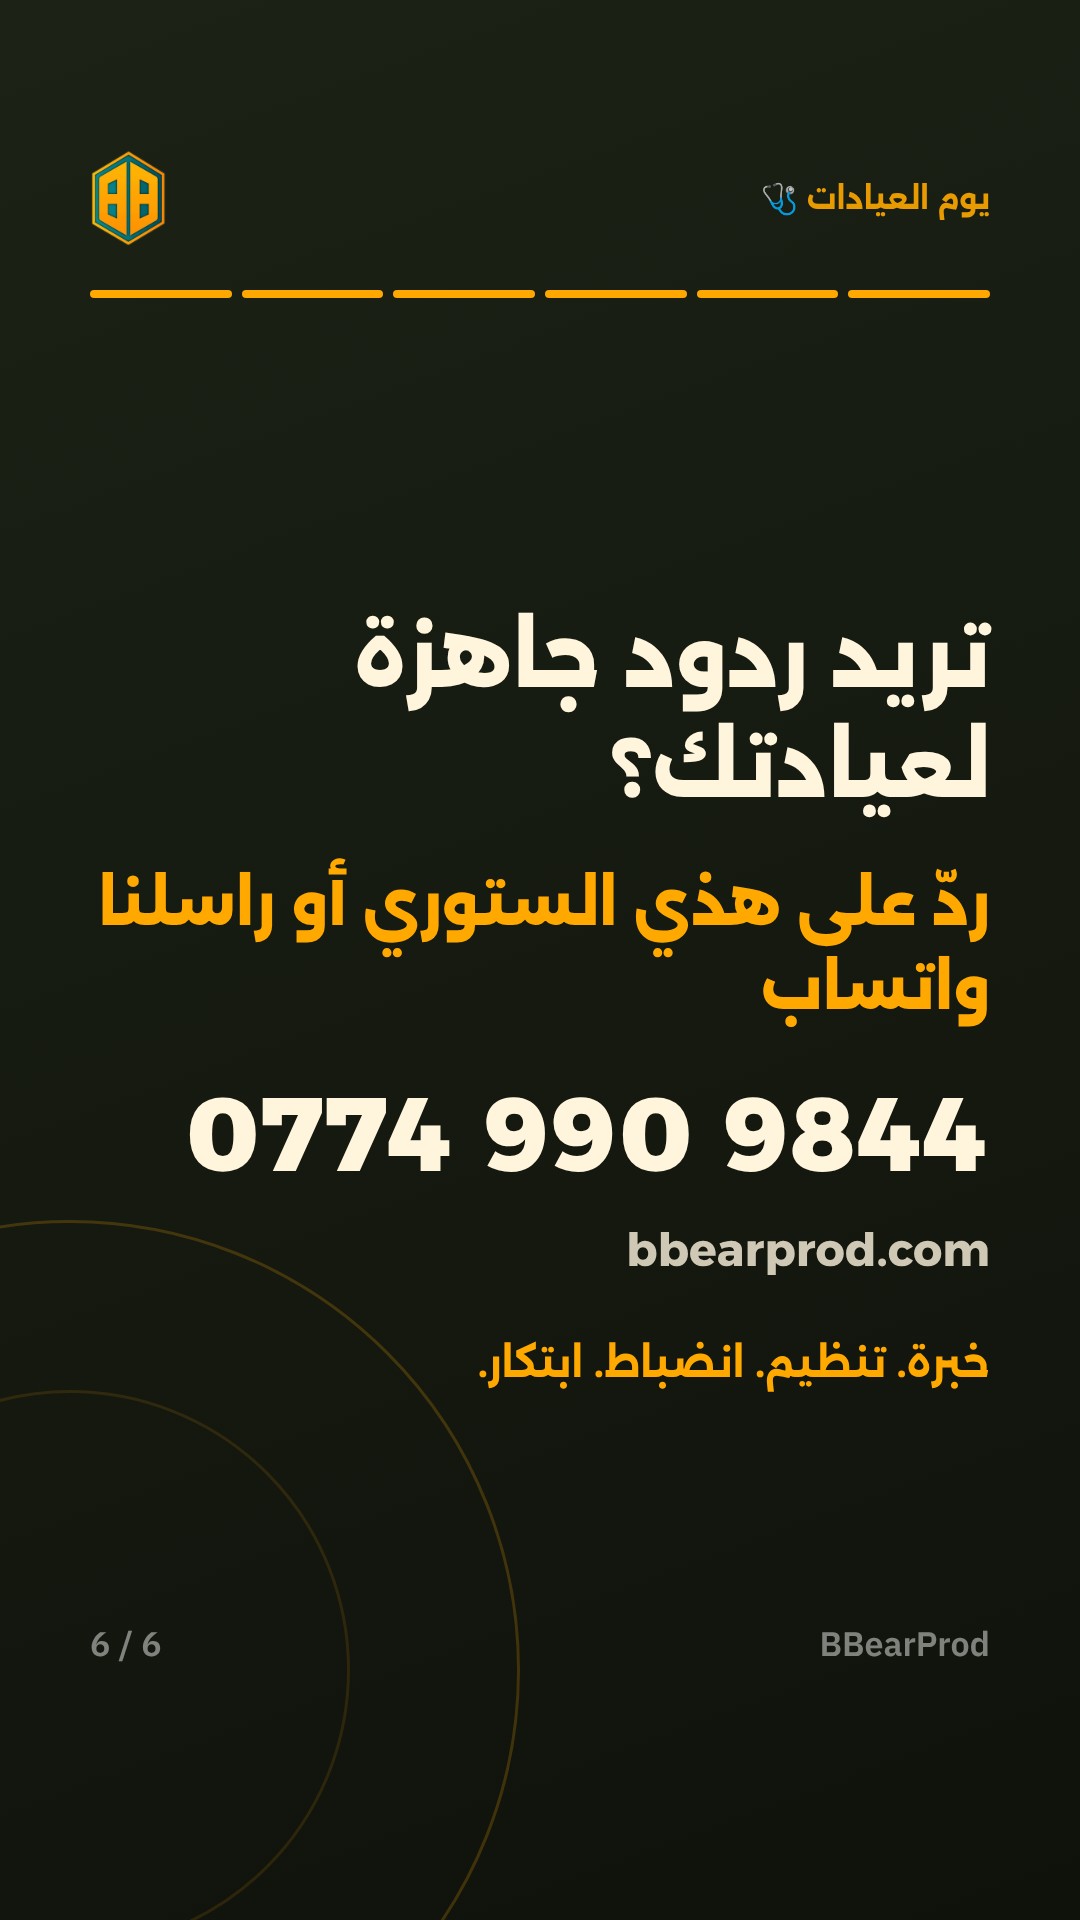 يوم العيادات 🩺
تريد ردود جاهزة
لعيادتك؟
ردّ على هذي الستوري أو راسلنا
واتساب
0774 990 9844
bbearprod.com
خبرة. تنظيم. انضباط. ابتكار.
BBearProd
6 / 6